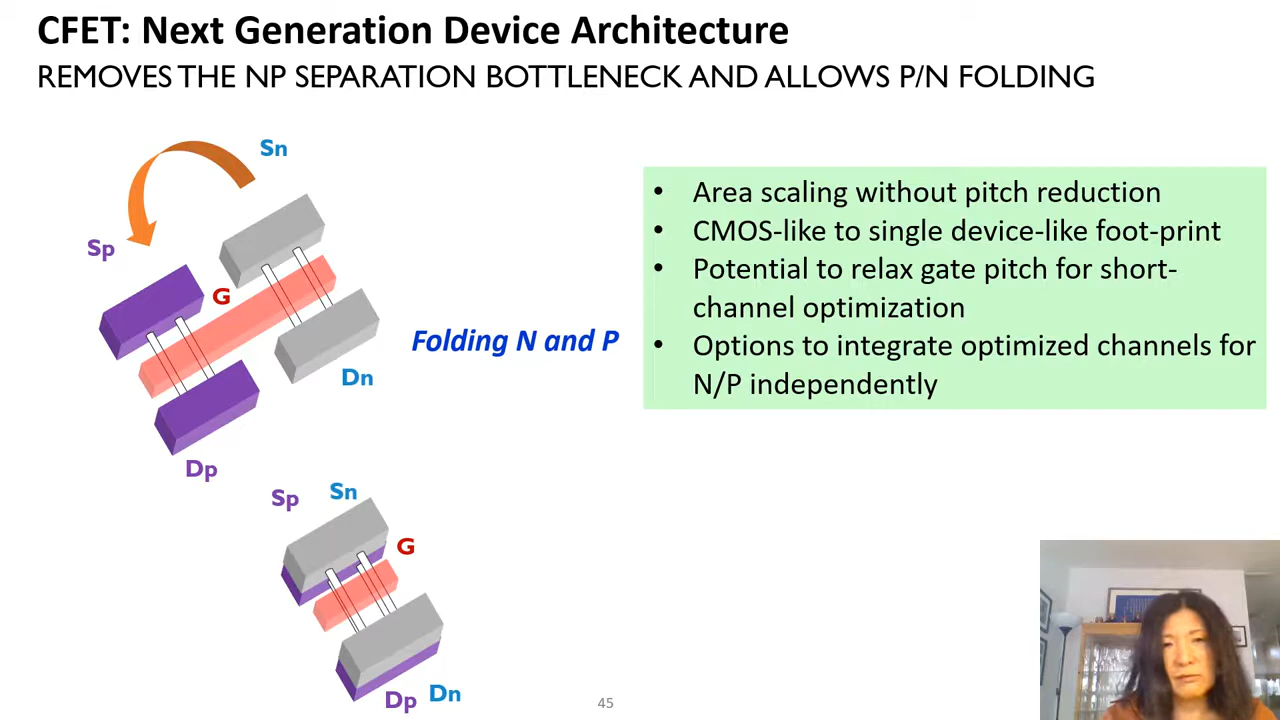 CFET: Next Generation Device Architecture
REMOVES THE NP SEPARATION BOTTLENECK AND ALLOWS P/N FOLDING
Sn
Sp
G
Folding N and P
Dn
Dp
• Area scaling without pitch reduction
• CMOS-like to single device-like foot-print
• Potential to relax gate pitch for short-
channel optimization
• Options to integrate optimized channels for
N/P independently
Sp
Sn
G
Dp
Dn
45